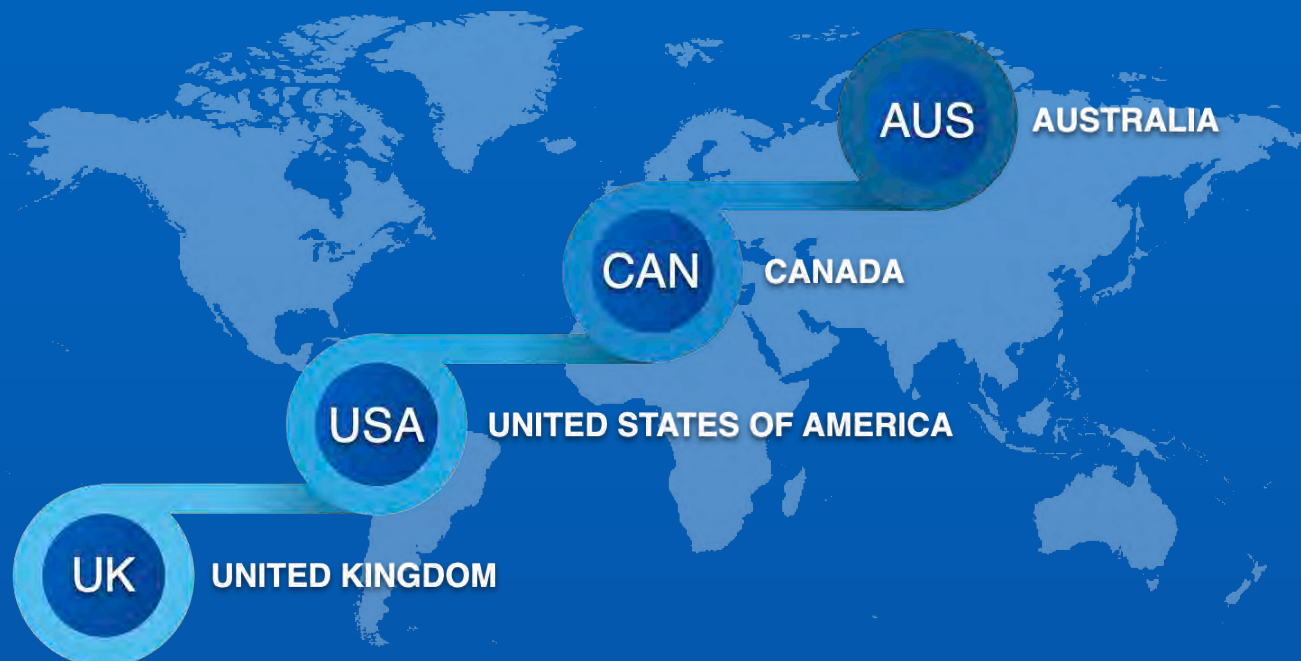 AUS AUSTRALIA
CAN CANADA
USA UNITED STATES OF AMERICA
UK UNITED KINGDOM